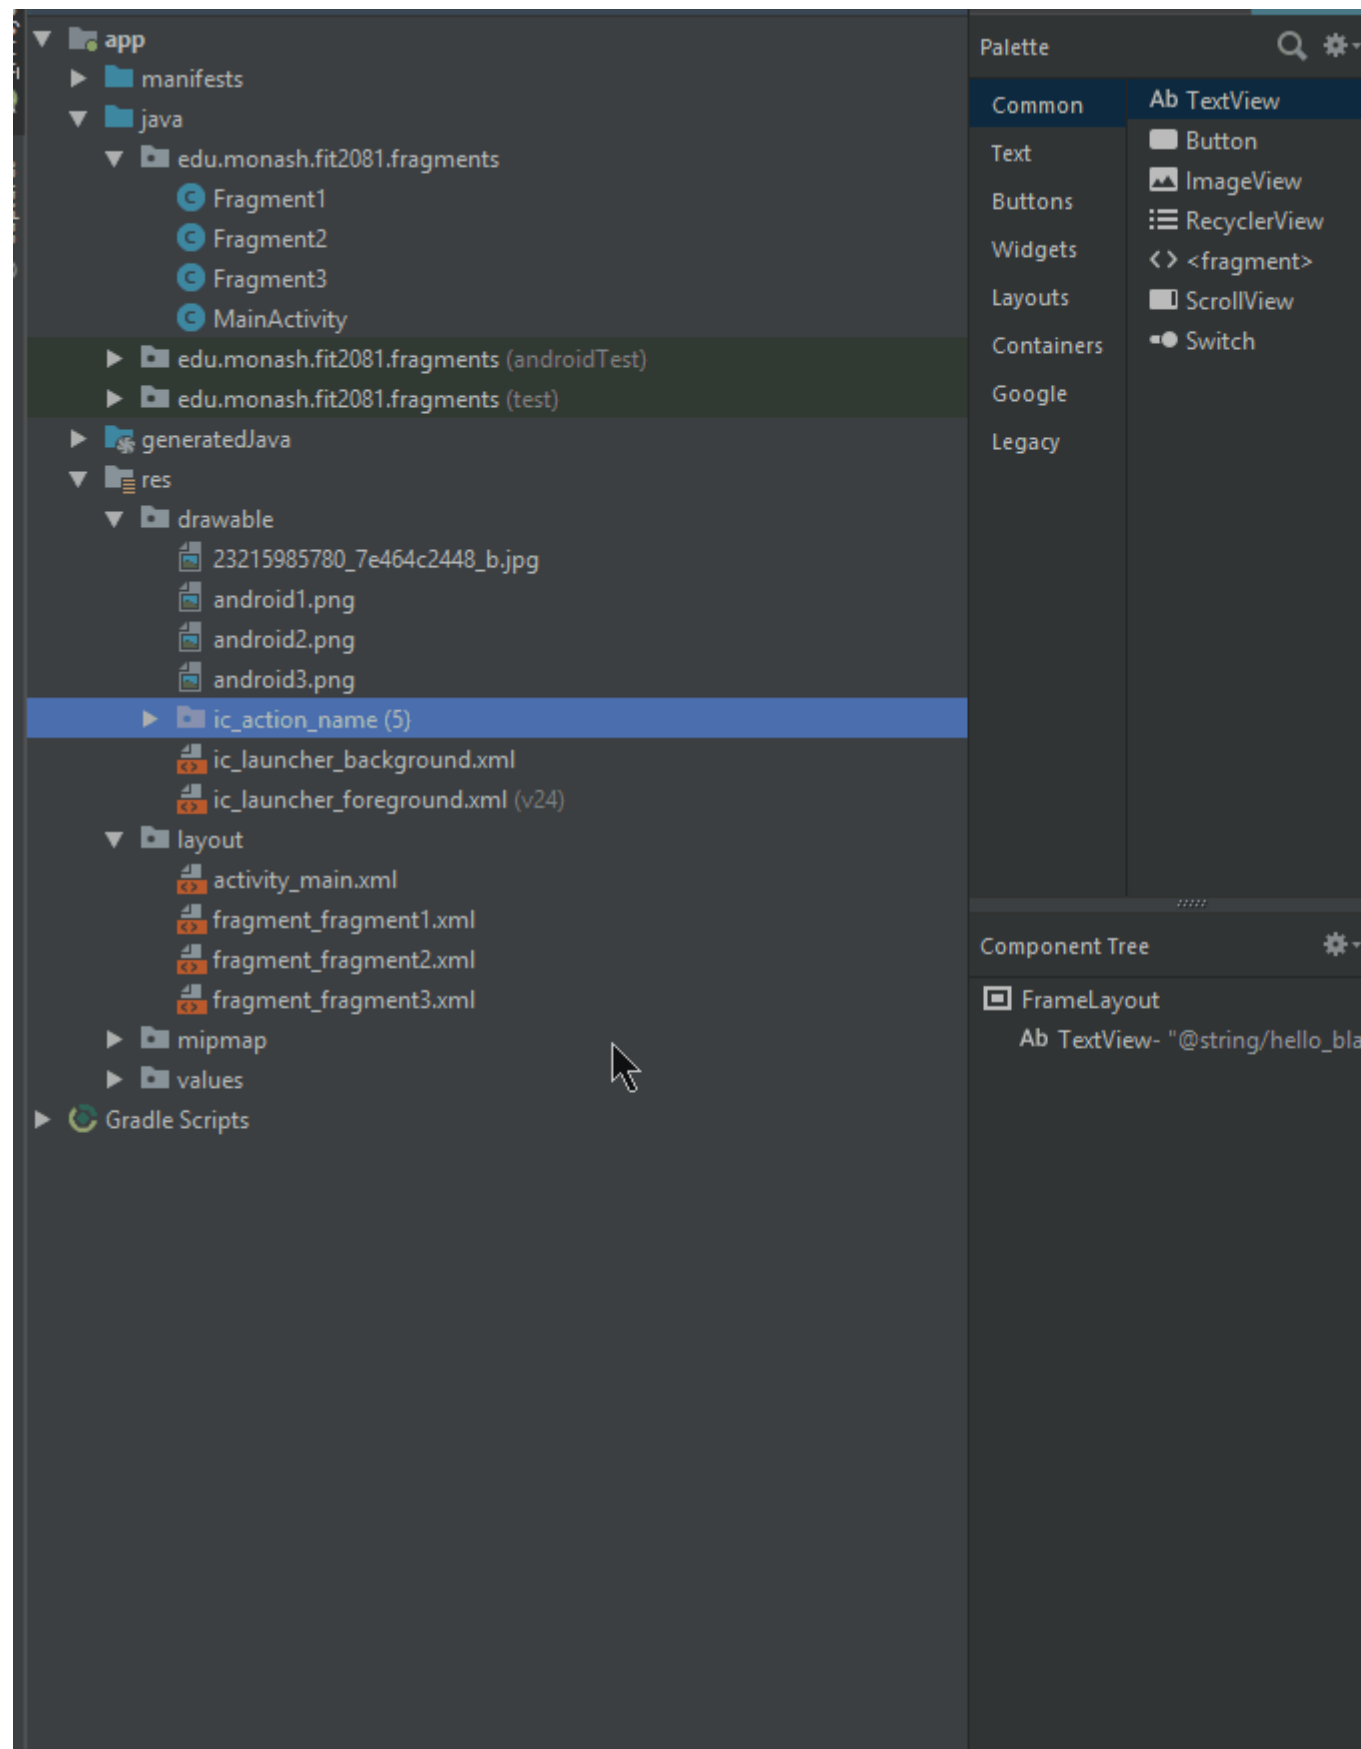 app
manifests
java
edu.monash.fit2081.fragments
Fragment1
Fragment2
Fragment3
MainActivity
edu.monash.fit2081.fragments (androidTest)
edu.monash.fit2081.fragments (test)
generatedJava
res
drawable
23215985780_7e464c2448_b.jpg
android1.png
android2.png
android3.png
ic_action_name (5)
ic_launcher_background.xml
ic_launcher_foreground.xml (v24)
layout
activity_main.xml
fragment_fragment1.xml
fragment_fragment2.xml
fragment_fragment3.xml
mipmap
values
Gradle Scripts
Palette
Common
Text
Buttons
Widgets
Layouts
Containers
Google
Legacy
Ab TextView
Button
ImageView
RecyclerView
<> <fragment>
ScrollView
Switch
Component Tree
FrameLayout
Ab TextView- "@string/hello_bla